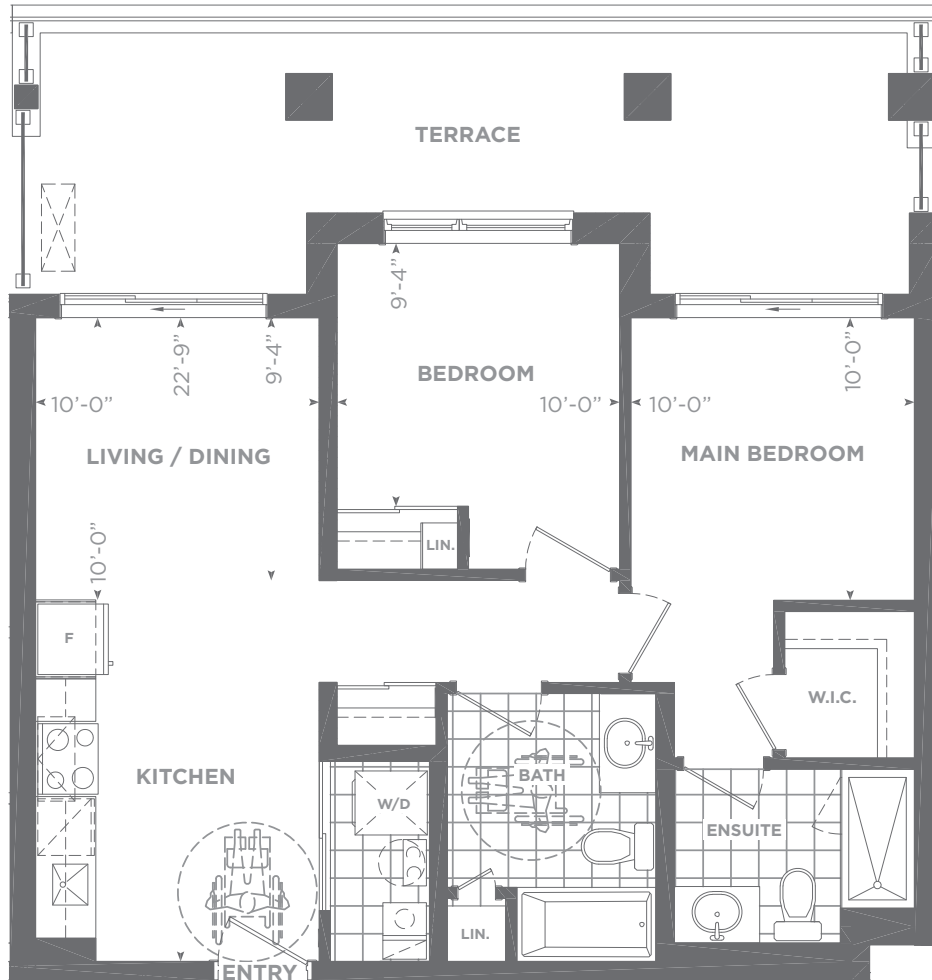 TERRACE
9'-4"
22'-9"
9'-4"
10'-0"
BEDROOM
10'-0"
10'-0"
10'-0"
LIVING / DINING
MAIN BEDROOM
10'-0"
LIN.
F
W.I.C.
KITCHEN
BATH
W/D
ENSUITE
LIN.
ENTRY